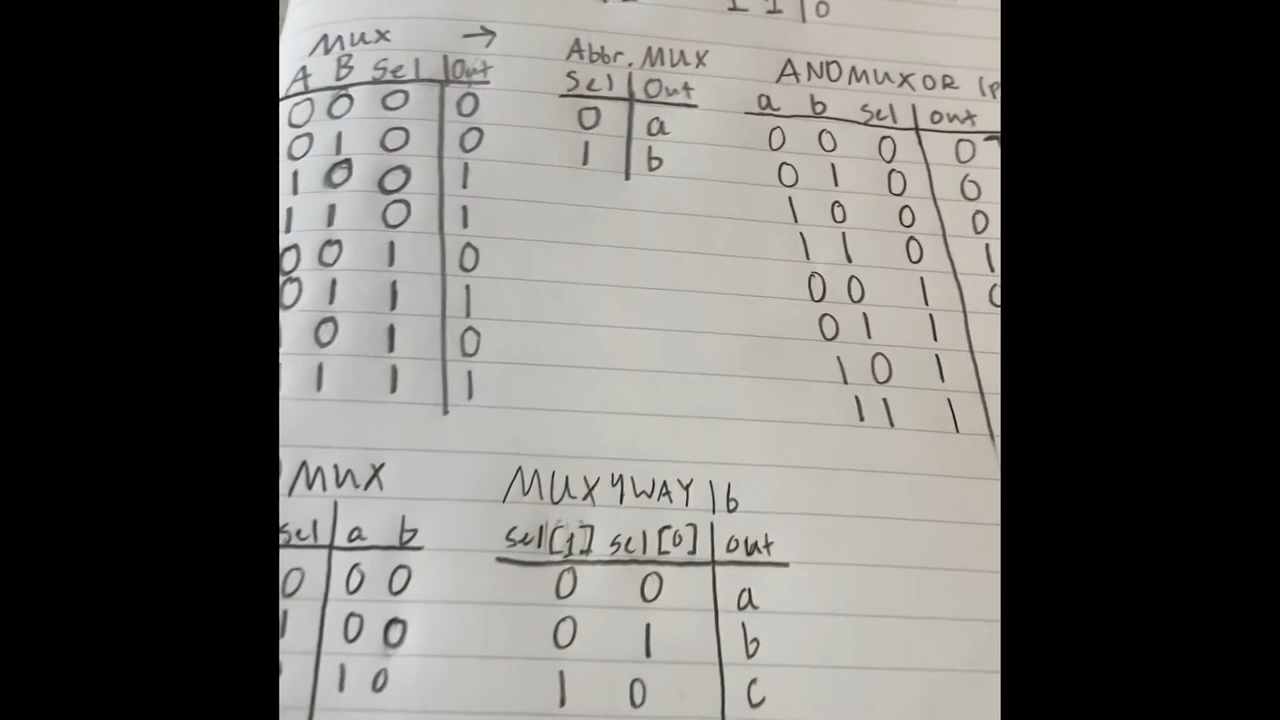 1 1 | 0
MUX →
A B Sel | Out
0 0 0 | 0
0 1 0 | 0
1 0 0 | 1
1 1 0 | 1
0 0 1 | 0
0 1 1 | 1
0 1 | 0
1 1 | 1
Abbr. MUX
Sel | Out
0 | a
1 | b
ANDMUXOR (p
a b sel | out
0 0 0 | 0
0 1 0 | 0
1 0 0 | 0
1 1 0 | 1
0 0 1 |
0 1 1 |
1 0 1 |
1 1 1 |
MUX
sel | a b
0 | 0 0
1 | 0 0
| 1 0
MUX4WAY16
sel[1] sel[0] | out
0 0 | a
0 1 | b
1 0 | c